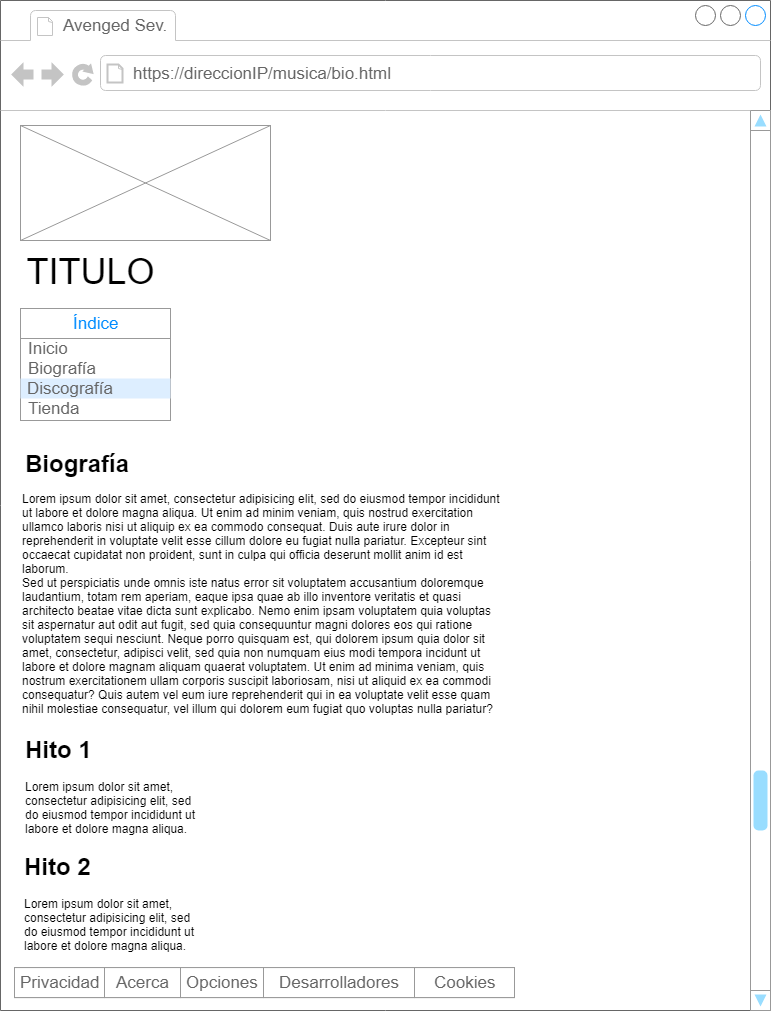 Avenged Sev.
https://direccionIP/musica/bio.html
TITULO
Índice
Inicio
Biografía
Discografía
Tienda
Biografía
Lorem ipsum dolor sit amet, consectetur adipisicing elit, sed do eiusmod tempor incididunt
ut labore et dolore magna aliqua. Ut enim ad minim veniam, quis nostrud exercitation
ullamco laboris nisi ut aliquip ex ea commodo consequat. Duis aute irure dolor in
reprehenderit in voluptate velit esse cillum dolore eu fugiat nulla pariatur. Excepteur sint
occaecat cupidatat non proident, sunt in culpa qui officia deserunt mollit anim id est
laborum.
Sed ut perspiciatis unde omnis iste natus error sit voluptatem accusantium doloremque
laudantium, totam rem aperiam, eaque ipsa quae ab illo inventore veritatis et quasi
architecto beatae vitae dicta sunt explicabo. Nemo enim ipsam voluptatem quia voluptas
sit aspernatur aut odit aut fugit, sed quia consequuntur magni dolores eos qui ratione
voluptatem sequi nesciunt. Neque porro quisquam est, qui dolorem ipsum quia dolor sit
amet, consectetur, adipisci velit, sed quia non numquam eius modi tempora incidunt ut
labore et dolore magnam aliquam quaerat voluptatem. Ut enim ad minima veniam, quis
nostrum exercitationem ullam corporis suscipit laboriosam, nisi ut aliquid ex ea commodi
consequatur? Quis autem vel eum iure reprehenderit qui in ea voluptate velit esse quam
nihil molestiae consequatur, vel illum qui dolorem eum fugiat quo voluptas nulla pariatur?
Hito 1
Lorem ipsum dolor sit amet,
consectetur adipisicing elit, sed
do eiusmod tempor incididunt ut
labore et dolore magna aliqua.
Hito 2
Lorem ipsum dolor sit amet,
consectetur adipisicing elit, sed
do eiusmod tempor incididunt ut
labore et dolore magna aliqua.
Privacidad Acerca Opciones Desarrolladores Cookies